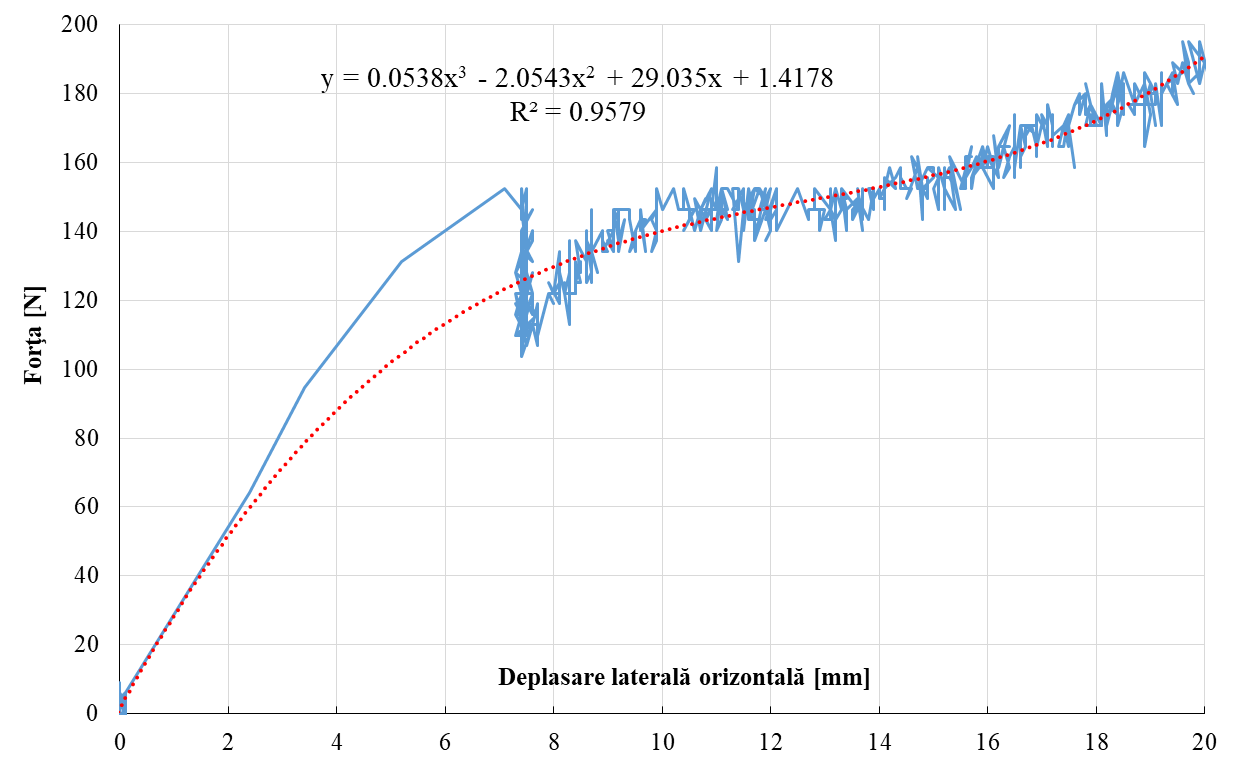 200
180
160
140
120
100
80
60
40
20
0
y = 0.0538x³ - 2.0543x² + 29.035x + 1.4178
R² = 0.9579
Forţa [N]
Deplasare laterală orizontală [mm]
0 2 4 6 8 10 12 14 16 18 20